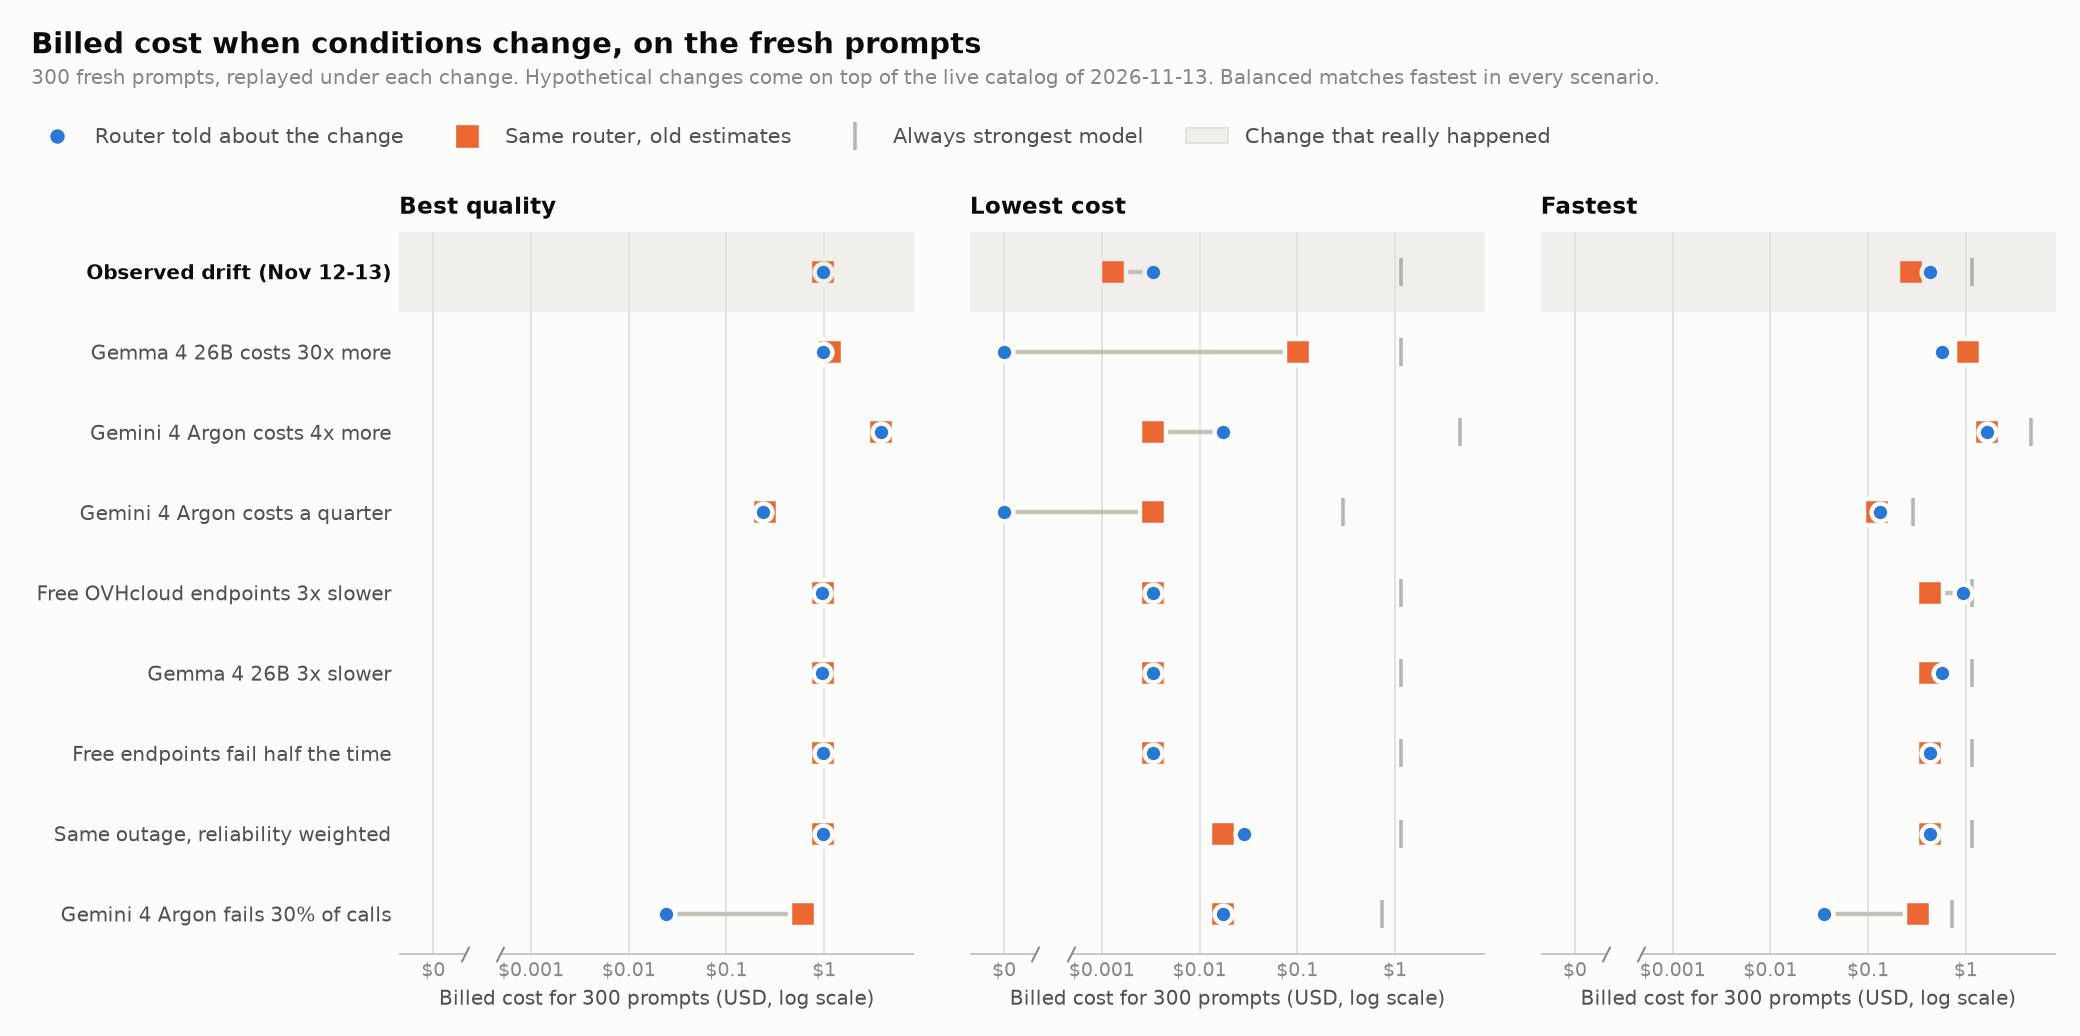 Billed cost when conditions change, on the fresh prompts
300 fresh prompts, replayed under each change. Hypothetical changes come on top of the live catalog of 2026-11-13. Balanced matches fastest in every scenario.
Router told about the change
Same router, old estimates
Always strongest model
Change that really happened
Best quality
Lowest cost
Fastest
Observed drift (Nov 12-13)
Gemma 4 26B costs 30x more
Gemini 4 Argon costs 4x more
Gemini 4 Argon costs a quarter
Free OVHcloud endpoints 3x slower
Gemma 4 26B 3x slower
Free endpoints fail half the time
Same outage, reliability weighted
Gemini 4 Argon fails 30% of calls
$0 $0.001 $0.01 $0.1 $1
$0 $0.001 $0.01 $0.1 $1
$0 $0.001 $0.01 $0.1 $1
Billed cost for 300 prompts (USD, log scale)
Billed cost for 300 prompts (USD, log scale)
Billed cost for 300 prompts (USD, log scale)